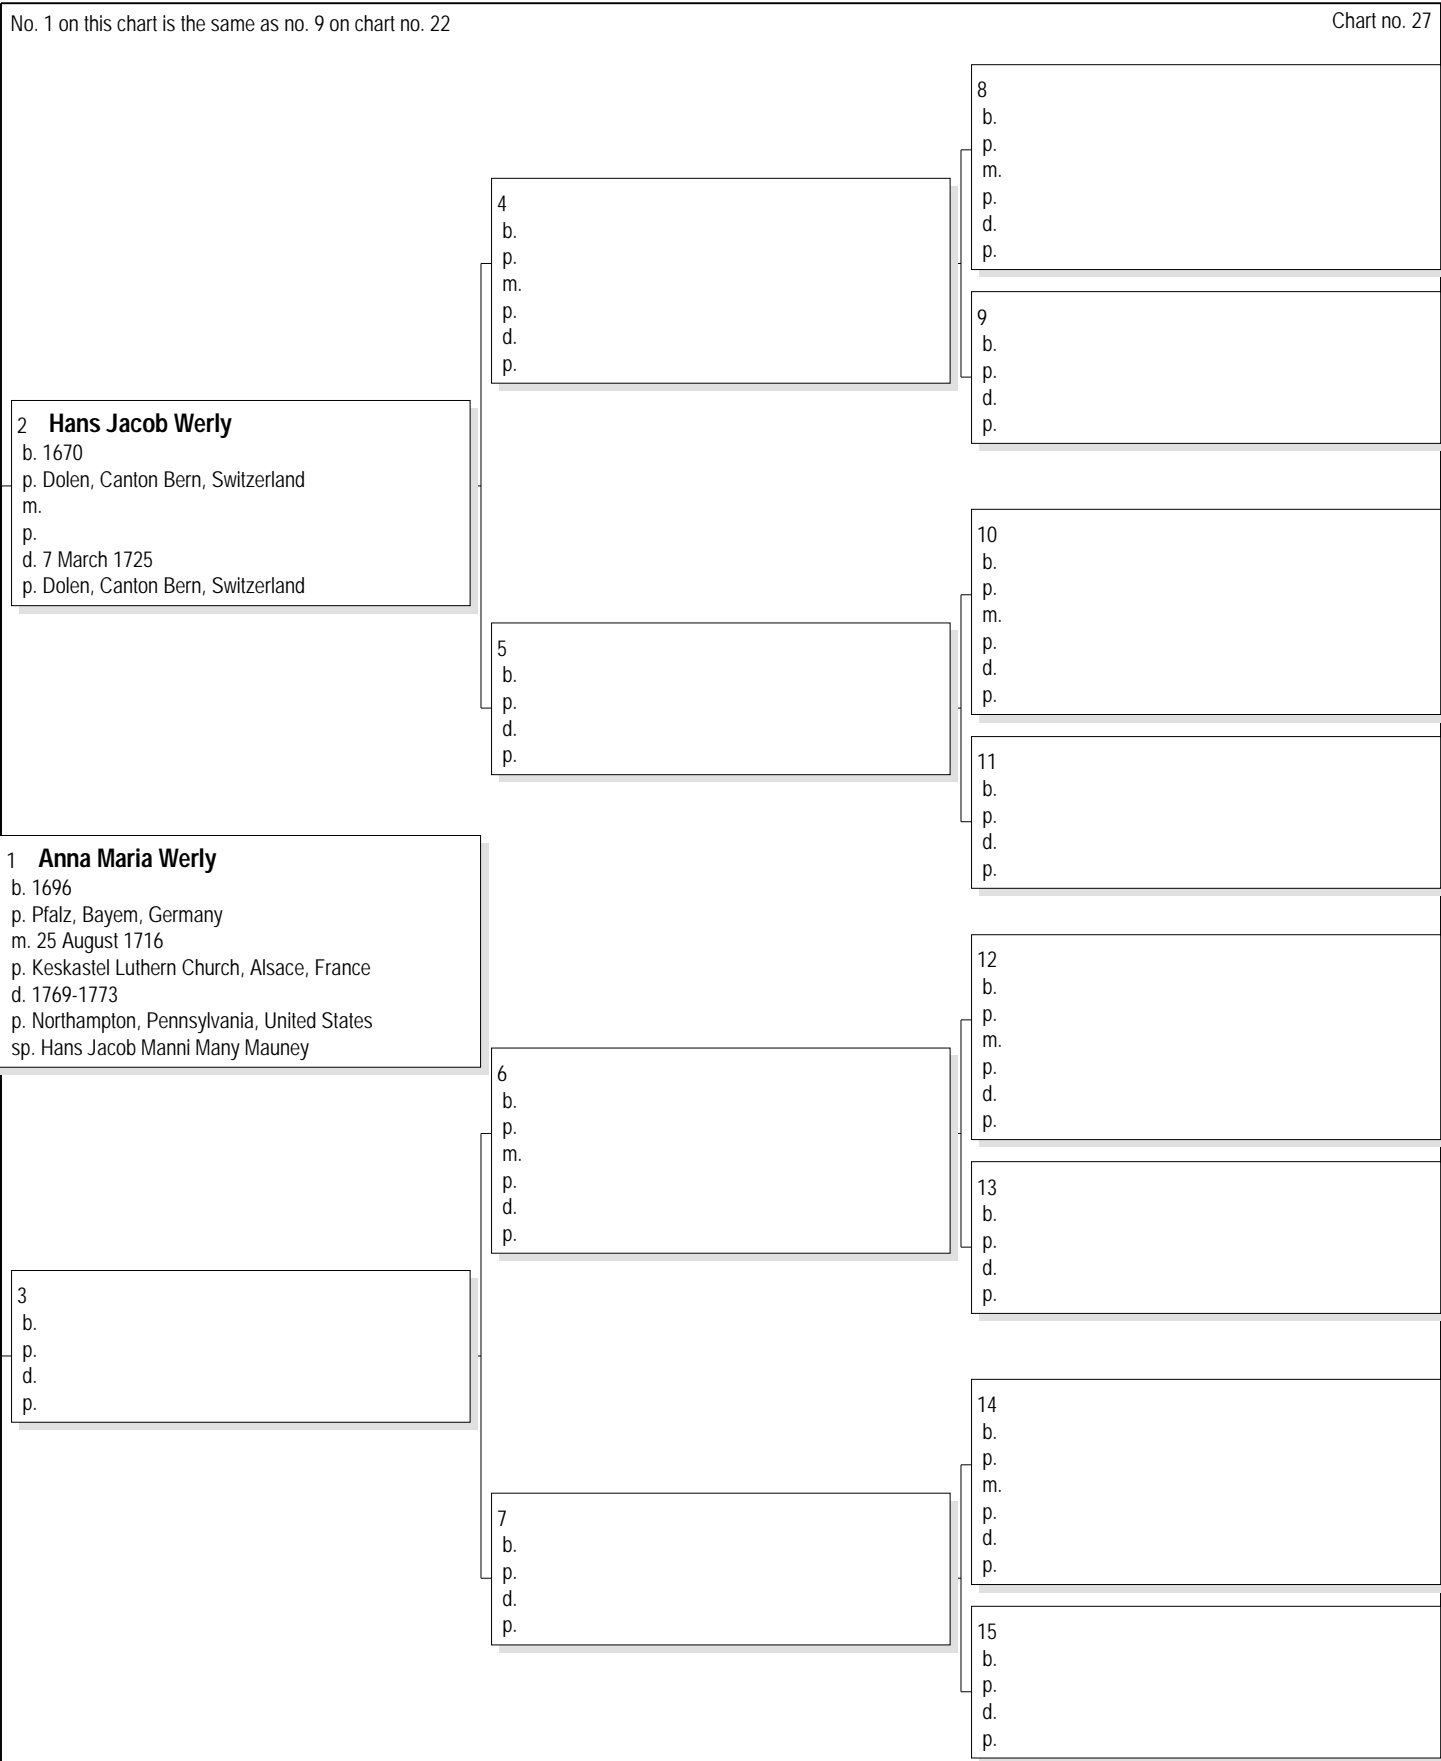 No. 1 on this chart is the same as no. 9 on chart no. 22
Chart no. 27
8
b.
p.
m.
p.
d.
p.
4
b.
p.
m.
p.
d.
p.
9
b.
p.
d.
p.
2 Hans Jacob Werly
b. 1670
p. Dolen, Canton Bern, Switzerland
m.
p.
d. 7 March 1725
p. Dolen, Canton Bern, Switzerland
10
b.
p.
m.
p.
d.
p.
5
b.
p.
d.
p.
11
b.
p.
d.
p.
1 Anna Maria Werly
b. 1696
p. Pfalz, Bayem, Germany
m. 25 August 1716
p. Keskastel Luthern Church, Alsace, France
d. 1769-1773
p. Northampton, Pennsylvania, United States
sp. Hans Jacob Manni Many Mauney
12
b.
p.
m.
p.
d.
p.
6
b.
p.
m.
p.
d.
p.
13
b.
p.
d.
p.
3
b.
p.
d.
p.
14
b.
p.
m.
p.
d.
p.
7
b.
p.
d.
p.
15
b.
p.
d.
p.